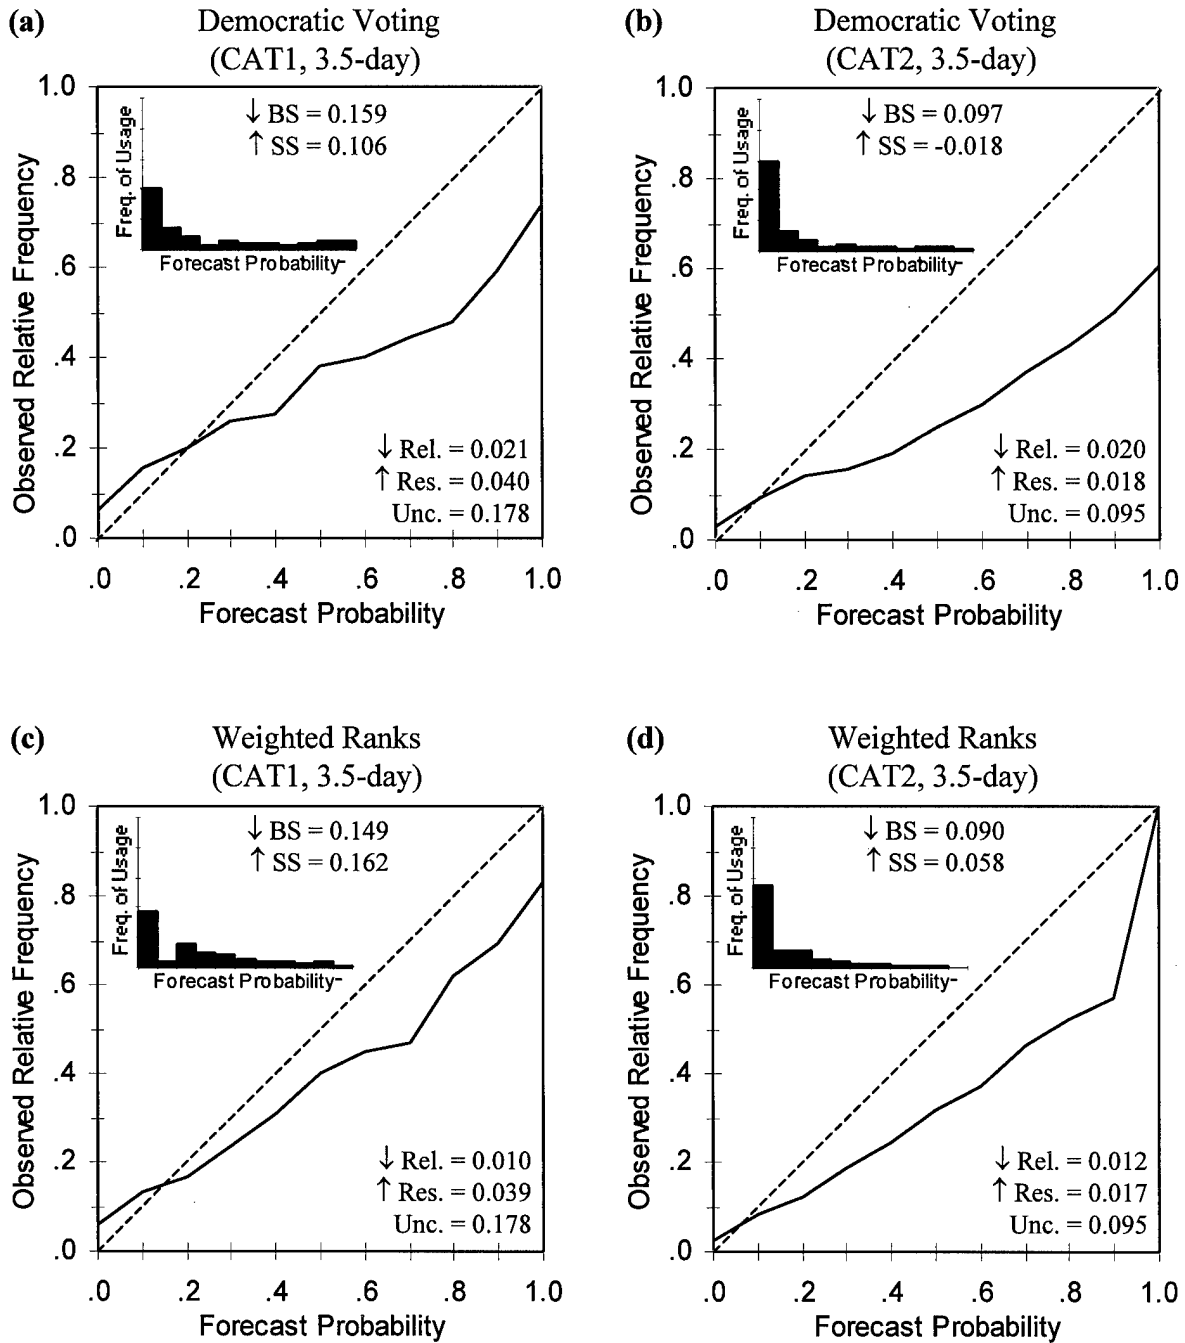 (a) Democratic Voting
(CAT1, 3.5-day)
1.0
.8
.6
.4
.2
.0
Observed Relative Frequency
Freq. of Usage
Forecast Probability
↓ BS = 0.159
↑ SS = 0.106
↓ Rel. = 0.021
↑ Res. = 0.040
Unc. = 0.178
.0 .2 .4 .6 .8 1.0
Forecast Probability
(b) Democratic Voting
(CAT2, 3.5-day)
1.0
.8
.6
.4
.2
.0
Observed Relative Frequency
Freq. of Usage
Forecast Probability
↓ BS = 0.097
↑ SS = -0.018
↓ Rel. = 0.020
↑ Res. = 0.018
Unc. = 0.095
.0 .2 .4 .6 .8 1.0
Forecast Probability
(c) Weighted Ranks
(CAT1, 3.5-day)
1.0
.8
.6
.4
.2
.0
Observed Relative Frequency
Freq. of Usage
Forecast Probability
↓ BS = 0.149
↑ SS = 0.162
↓ Rel. = 0.010
↑ Res. = 0.039
Unc. = 0.178
.0 .2 .4 .6 .8 1.0
Forecast Probability
(d) Weighted Ranks
(CAT2, 3.5-day)
1.0
.8
.6
.4
.2
.0
Observed Relative Frequency
Freq. of Usage
Forecast Probability
↓ BS = 0.090
↑ SS = 0.058
↓ Rel. = 0.012
↑ Res. = 0.017
Unc. = 0.095
.0 .2 .4 .6 .8 1.0
Forecast Probability